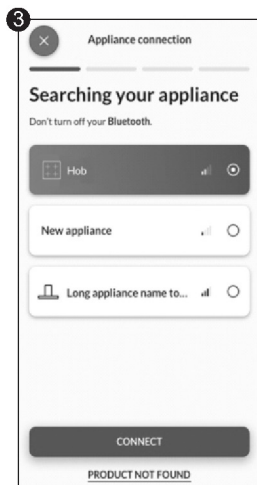 3
Appliance connection
Searching your appliance
Don't turn off your Bluetooth.
Hob
New appliance
Long appliance name to...
CONNECT
PRODUCT NOT FOUND